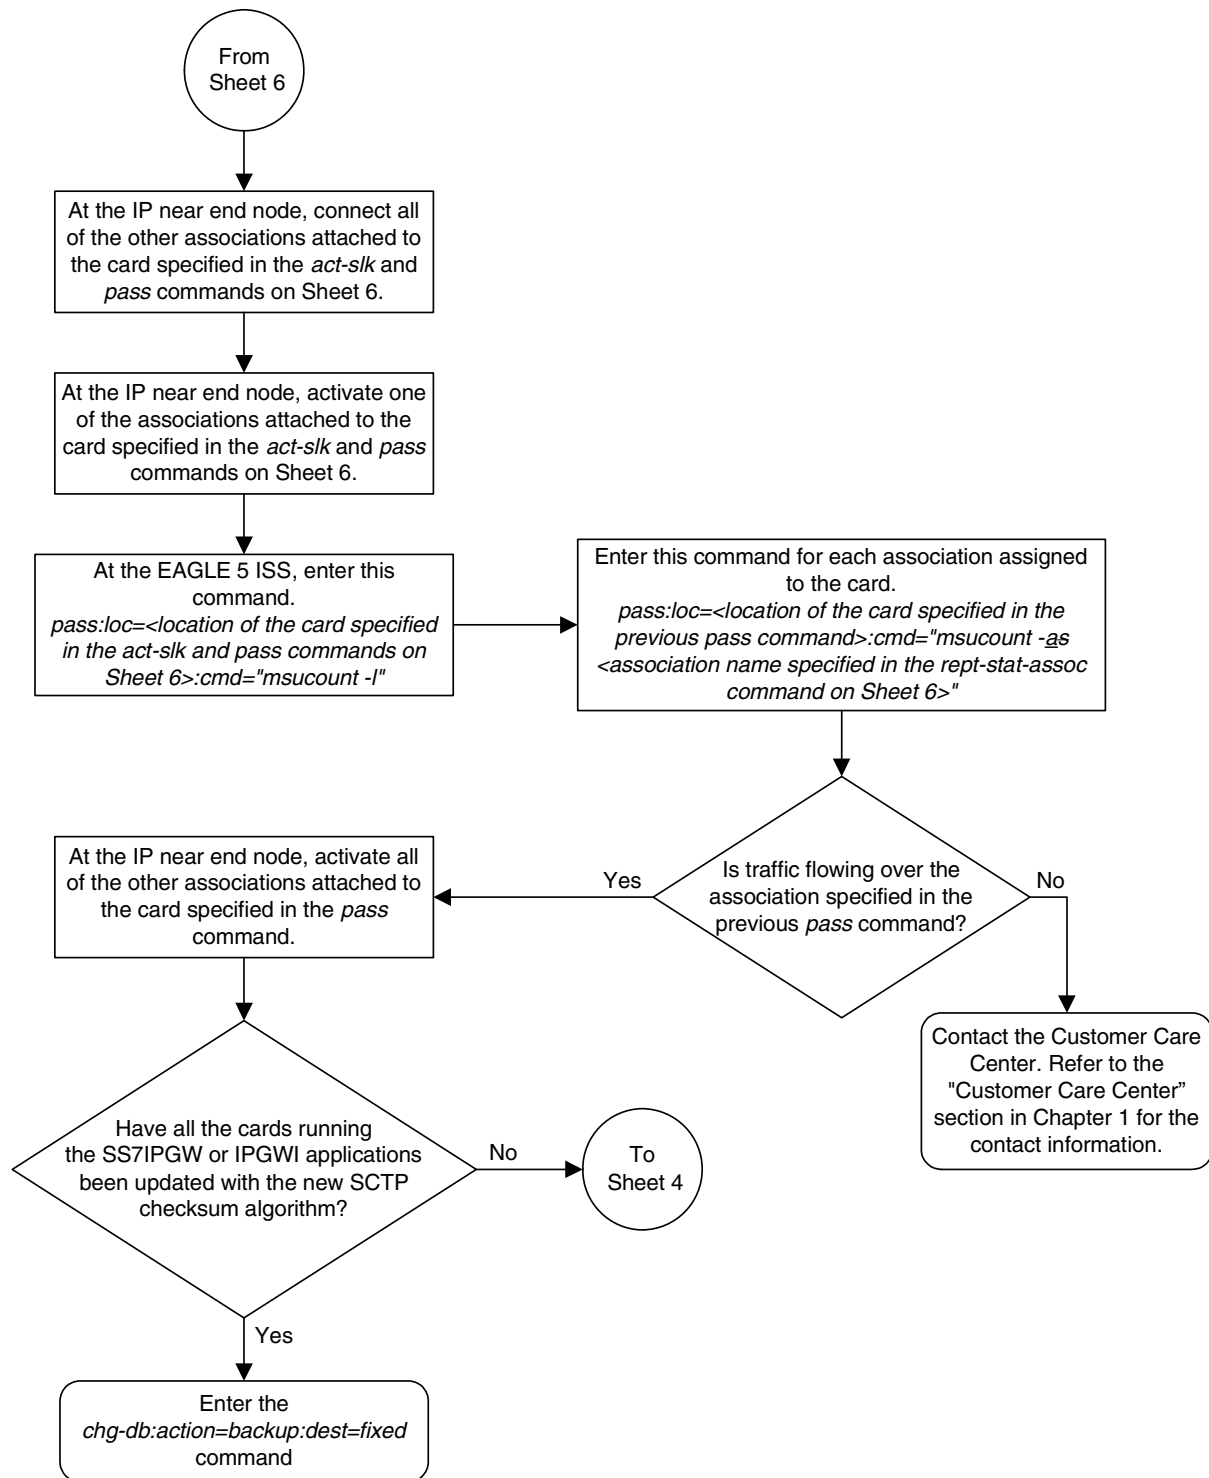 From
Sheet 6
At the IP near end node, connect all
of the other associations attached to
the card specified in the act-slk and
pass commands on Sheet 6.
At the IP near end node, activate one
of the associations attached to the
card specified in the act-slk and pass
commands on Sheet 6.
At the EAGLE 5 ISS, enter this
command.
pass:loc=<location of the card specified
in the act-slk and pass commands on
Sheet 6>:cmd="msucount -l"
Enter this command for each association assigned
to the card.
pass:loc=<location of the card specified in the
previous pass command>:cmd="msucount -as
<association name specified in the rept-stat-assoc
command on Sheet 6>"
Is traffic flowing over the
association specified in the
previous pass command?
Yes
No
At the IP near end node, activate all
of the other associations attached to
the card specified in the pass
command.
Contact the Customer Care
Center. Refer to the
"Customer Care Center”
section in Chapter 1 for the
contact information.
Have all the cards running
the SS7IPGW or IPGWI applications
been updated with the new SCTP
checksum algorithm?
No
To
Sheet 4
Yes
Enter the
chg-db:action=backup:dest=fixed
command